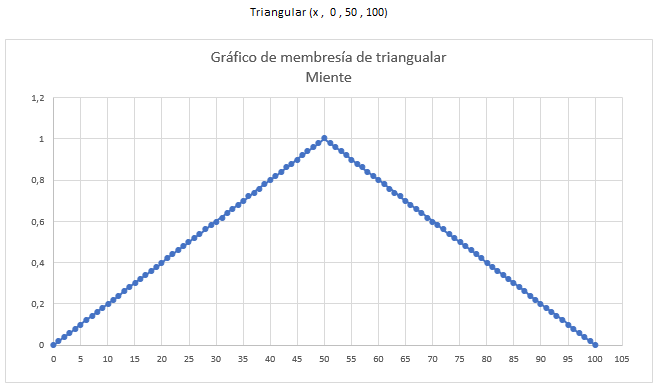 Triangular (x , 0 , 50 , 100)
Gráfico de membresía de triangualar
Miente
1,2
1
0,8
0,6
0,4
0,2
0
0 5 10 15 20 25 30 35 40 45 50 55 60 65 70 75 80 85 90 95 100 105